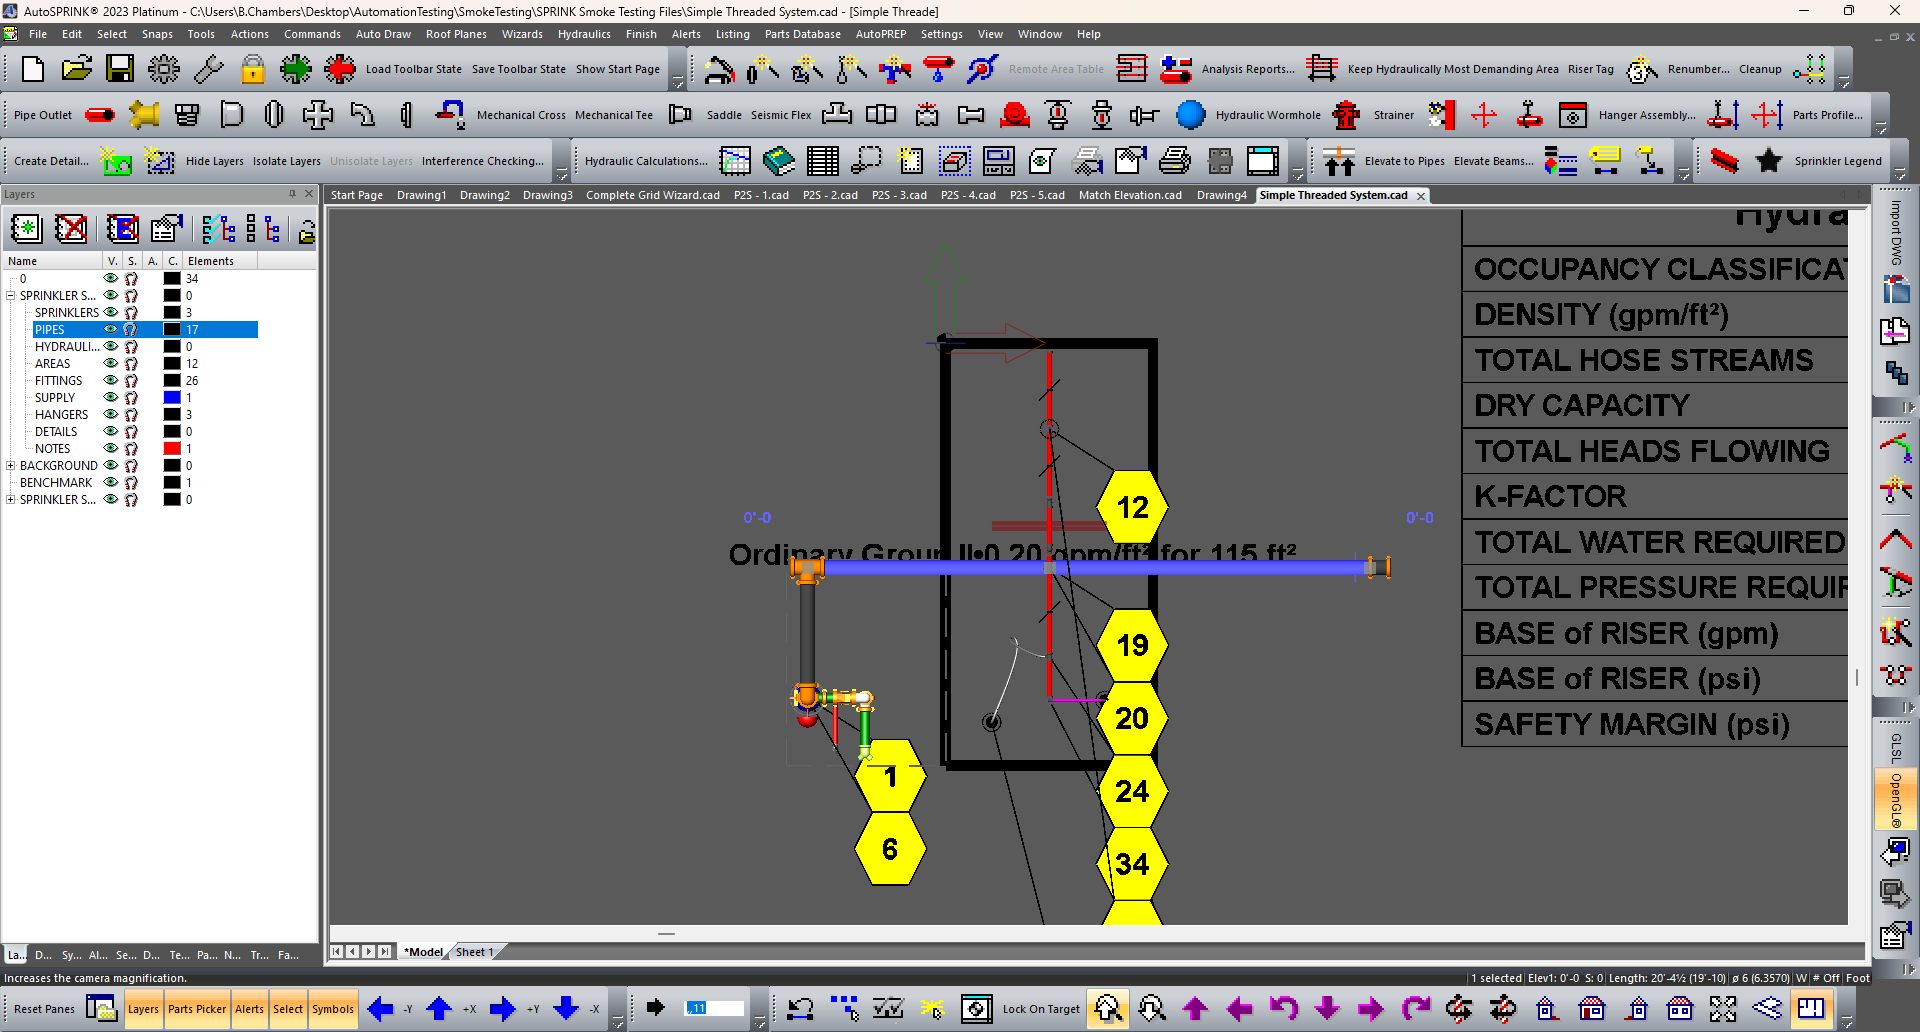 AutoSPRINK® 2023 Platinum - C:\Users\B.Chambers\Desktop\AutomationTesting\SmokeTesting\SPRINK Smoke Testing Files\Simple Threaded System.cad - [Simple Threade]
File Edit Select Snaps Tools Actions Commands Auto Draw Roof Planes Wizards Hydraulics Finish Alerts Listing Parts Database AutoPREP Settings View Window Help
Load Toolbar State Save Toolbar State Show Start Page Remote Area Table Analysis Reports... Keep Hydraulically Most Demanding Area Riser Tag Renumber... Cleanup
Pipe Outlet Mechanical Cross Mechanical Tee Saddle Seismic Flex Hydraulic Wormhole Strainer Hanger Assembly... Parts Profile...
Create Detail... Hide Layers Isolate Layers Unisolate Layers Interference Checking... Hydraulic Calculations... Elevate to Pipes Elevate Beams... Sprinkler Legend
Layers
Start Page Drawing1 Drawing2 Drawing3 Complete Grid Wizard.cad P2S - 1.cad P2S - 2.cad P2S - 3.cad P2S - 4.cad P2S - 5.cad Match Elevation.cad Drawing4 Simple Threaded System.cad
Name V. S. A. C. Elements
0 34
SPRINKLER S... 0
SPRINKLERS 3
PIPES 17
HYDRAULI... 0
AREAS 12
FITTINGS 26
SUPPLY 1
HANGERS 3
DETAILS 0
NOTES 1
BACKGROUND 0
BENCHMARK 1
SPRINKLER S... 0
La... D... Sy... Al... Se... D... Te... Pa... N... Tr... Fa...
0'-0
0'-0
Ordinary Group II•0.20 gpm/ft² for 115 ft²
12
19
20
24
34
1
6
Hydra
OCCUPANCY CLASSIFICAT
DENSITY (gpm/ft²)
TOTAL HOSE STREAMS
DRY CAPACITY
TOTAL HEADS FLOWING
K-FACTOR
TOTAL WATER REQUIRED
TOTAL PRESSURE REQUIR
BASE of RISER (gpm)
BASE of RISER (psi)
SAFETY MARGIN (psi)
Import DWG
GLSL
OpenGL®
*Model Sheet 1
Increases the camera magnification.
1 selected Elev1: 0'-0 S: 0 Length: 20'-4½ (19'-10) ø 6 (6.3570) W # Off Foot
Reset Panes Layers Parts Picker Alerts Select Symbols -Y +X +Y -X ,,11 Lock On Target